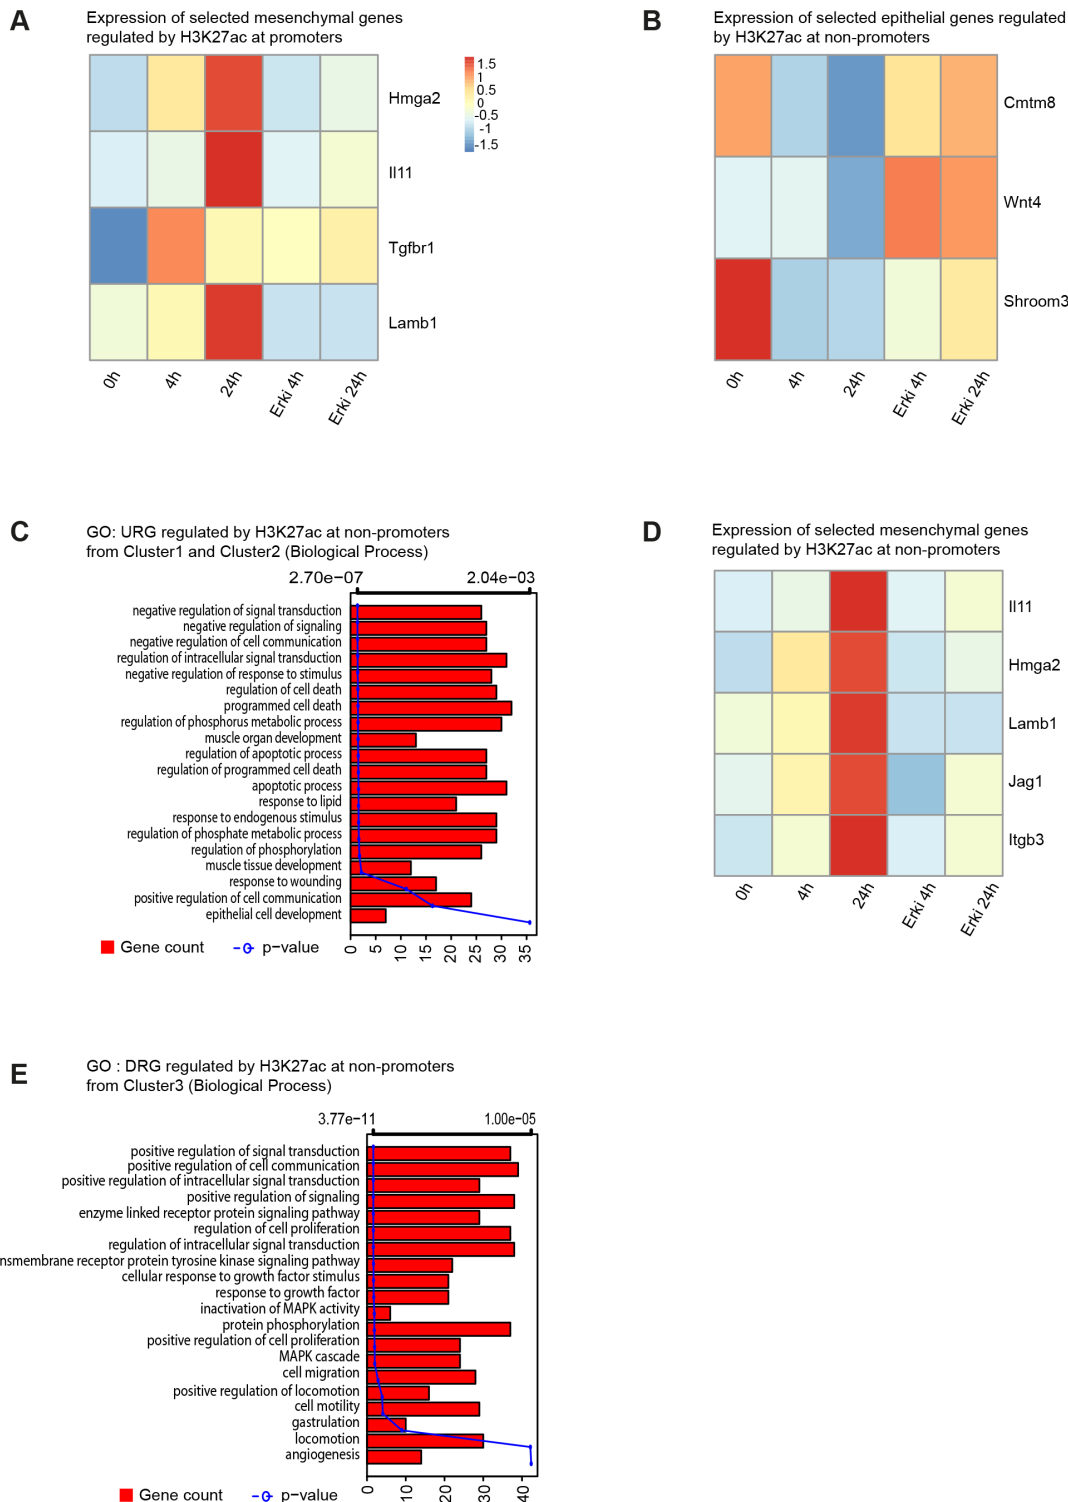 A
Expression of selected mesenchymal genes
regulated by H3K27ac at promoters
1.5
1
0.5
0
-0.5
-1
-1.5
Hmga2
Il11
Tgfbr1
Lamb1
0h
4h
24h
Erki 4h
Erki 24h
B
Expression of selected epithelial genes regulated
by H3K27ac at non-promoters
Cmtm8
Wnt4
Shroom3
0h
4h
24h
Erki 4h
Erki 24h
C
GO: URG regulated by H3K27ac at non-promoters
from Cluster1 and Cluster2 (Biological Process)
2.70e−07
2.04e−03
negative regulation of signal transduction
negative regulation of signaling
negative regulation of cell communication
regulation of intracellular signal transduction
negative regulation of response to stimulus
regulation of cell death
programmed cell death
regulation of phosphorus metabolic process
muscle organ development
regulation of apoptotic process
regulation of programmed cell death
apoptotic process
response to lipid
response to endogenous stimulus
regulation of phosphate metabolic process
regulation of phosphorylation
muscle tissue development
response to wounding
positive regulation of cell communication
epithelial cell development
Gene count
p−value
0
5
10
15
20
25
30
35
D
Expression of selected mesenchymal genes
regulated by H3K27ac at non-promoters
Il11
Hmga2
Lamb1
Jag1
Itgb3
0h
4h
24h
Erki 4h
Erki 24h
E
GO : DRG regulated by H3K27ac at non-promoters
from Cluster3 (Biological Process)
3.77e−11
1.00e−05
positive regulation of signal transduction
positive regulation of cell communication
positive regulation of intracellular signal transduction
positive regulation of signaling
enzyme linked receptor protein signaling pathway
regulation of cell proliferation
regulation of intracellular signal transduction
nsmembrane receptor protein tyrosine kinase signaling pathway
cellular response to growth factor stimulus
response to growth factor
inactivation of MAPK activity
protein phosphorylation
positive regulation of cell proliferation
MAPK cascade
cell migration
positive regulation of locomotion
cell motility
gastrulation
locomotion
angiogenesis
Gene count
p−value
0
10
20
30
40